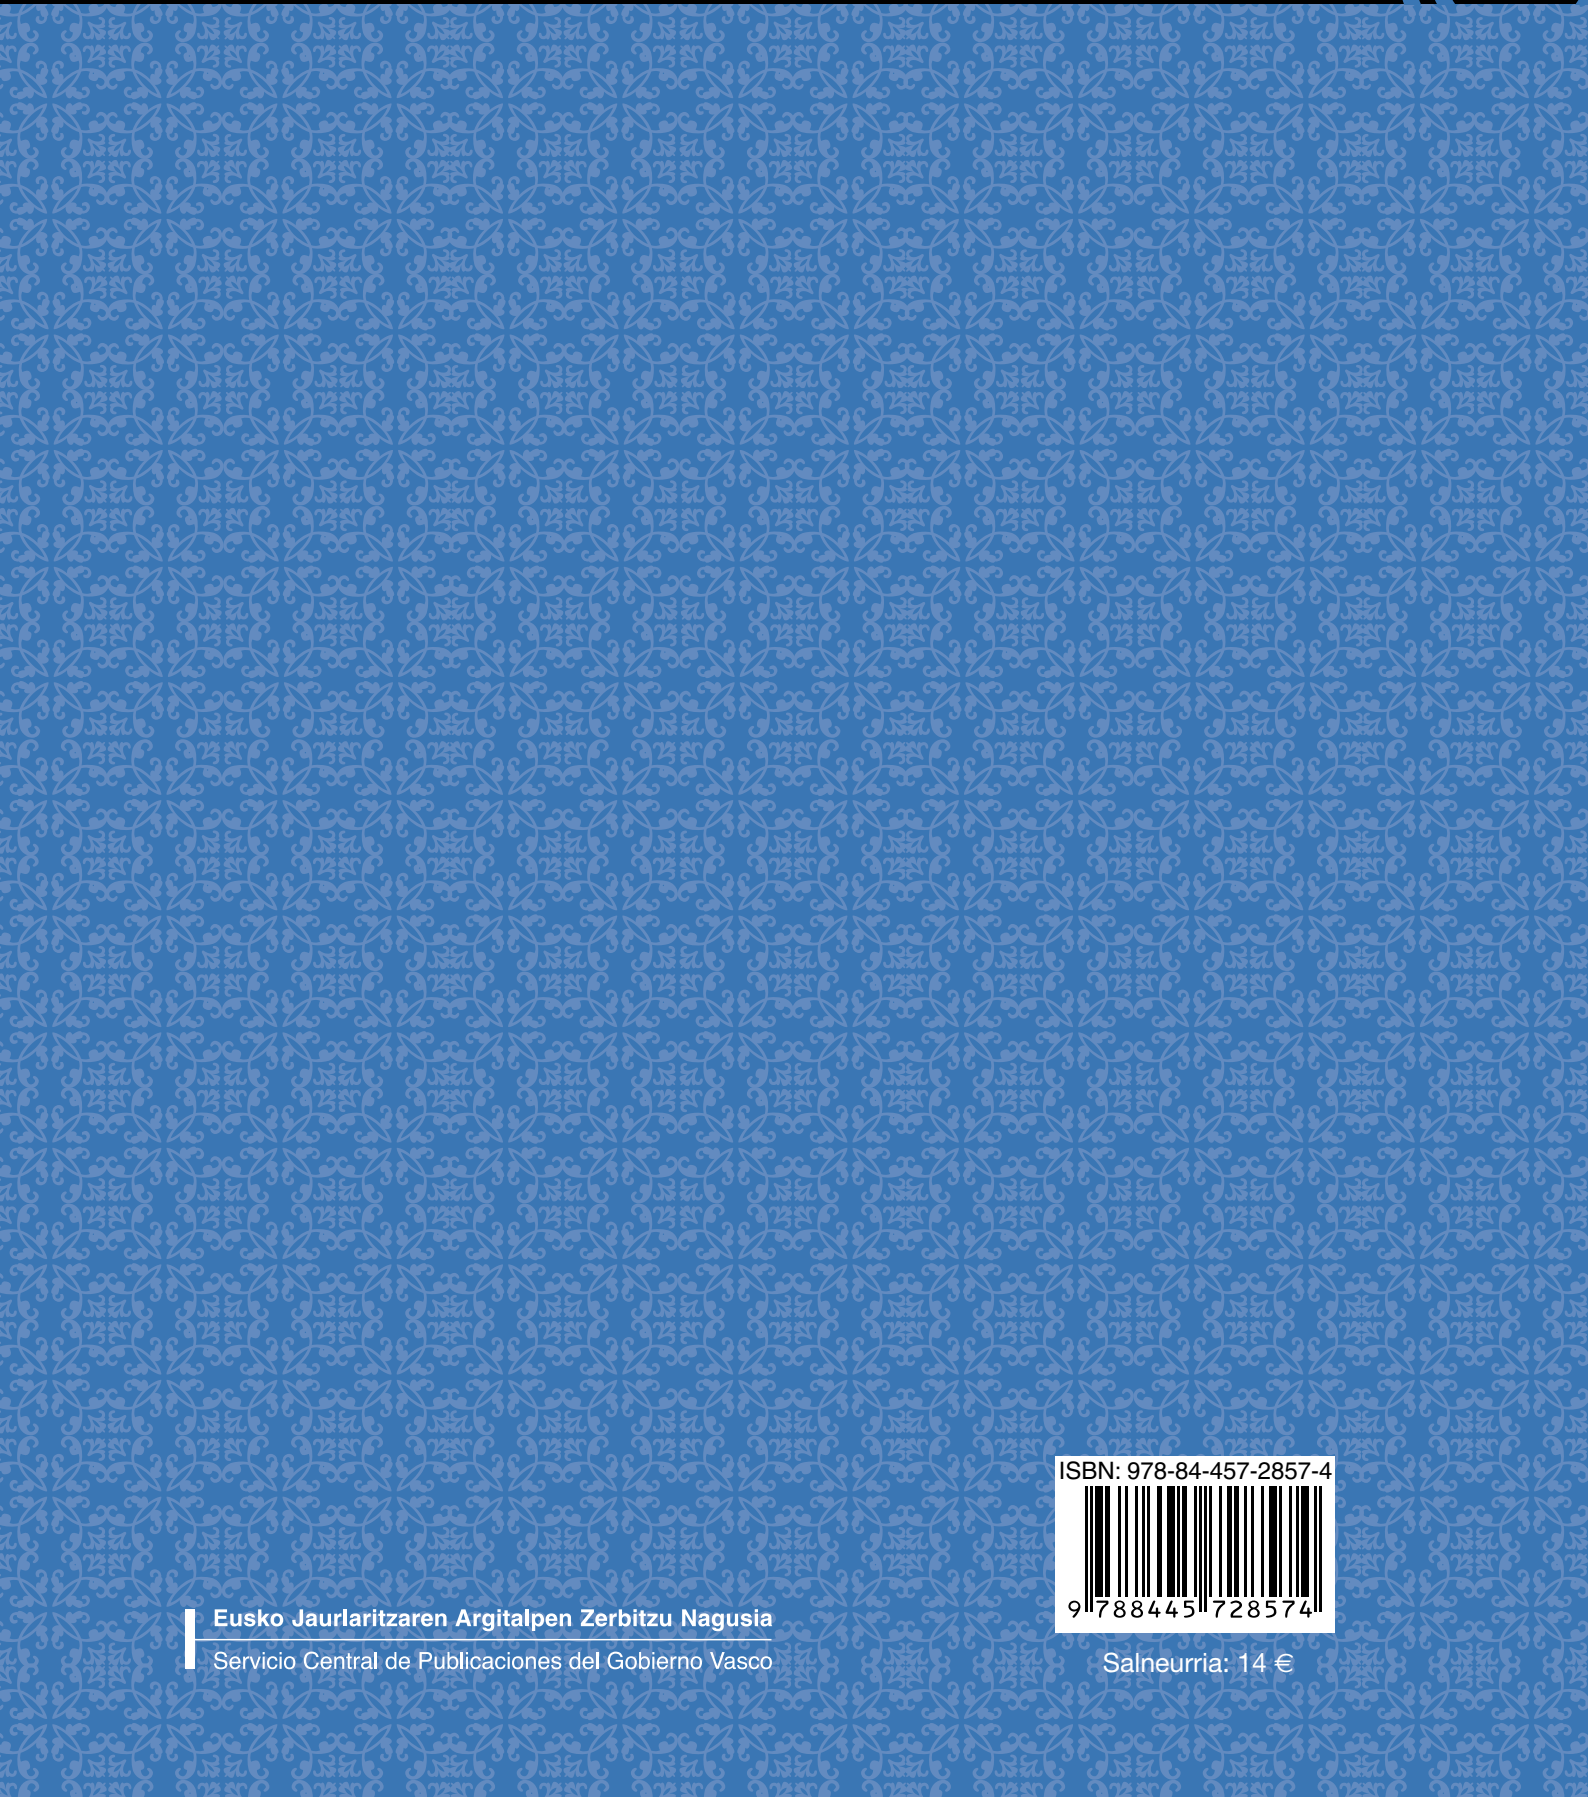 ISBN: 978-84-457-2857-4
9 788445 728574
Eusko Jaurlaritzaren Argitalpen Zerbitzu Nagusia
Servicio Central de Publicaciones del Gobierno Vasco
Salneurria: 14 €